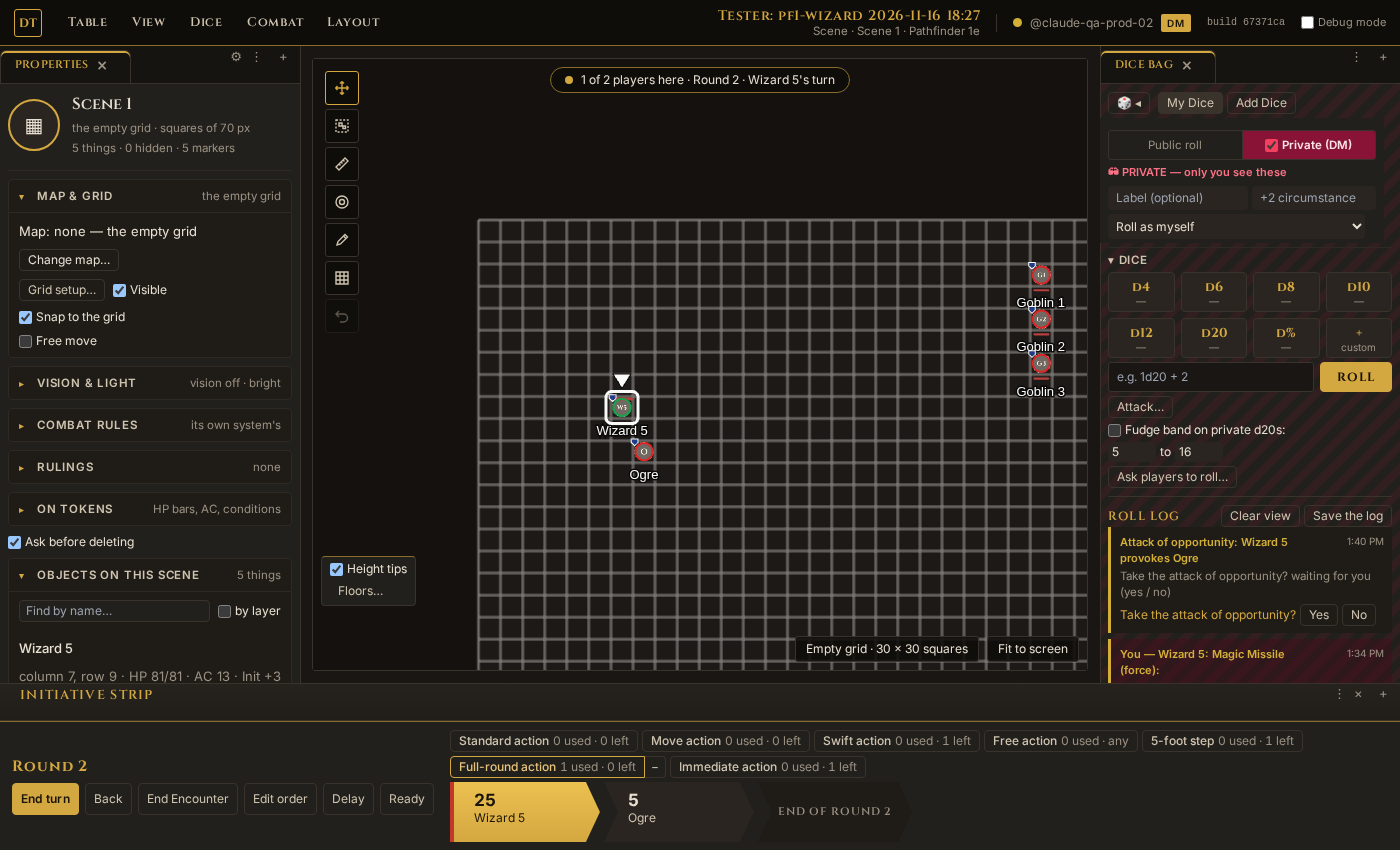 DT TABLE VIEW DICE COMBAT LAYOUT
TESTER: PF1-WIZARD 2026-11-16 18:27
Scene · Scene 1 · Pathfinder 1e
@claude-qa-prod-02 DM build 67371ca Debug mode
PROPERTIES
SCENE 1
the empty grid · squares of 70 px
5 things · 0 hidden · 5 markers
MAP & GRID the empty grid
Map: none — the empty grid
Change map...
Grid setup... Visible
Snap to the grid
Free move
VISION & LIGHT vision off · bright
COMBAT RULES its own system's
RULINGS none
ON TOKENS HP bars, AC, conditions
Ask before deleting
OBJECTS ON THIS SCENE 5 things
Find by name... by layer
Wizard 5
column 7, row 9 · HP 81/81 · AC 13 · Init +3
1 of 2 players here · Round 2 · Wizard 5's turn
G1
Goblin 1
G2
Goblin 2
G3
Goblin 3
W5
Wizard 5
O
Ogre
Height tips
Floors...
Empty grid · 30 × 30 squares Fit to screen
DICE BAG
My Dice Add Dice
Public roll Private (DM)
PRIVATE — only you see these
Label (optional) +2 circumstance
Roll as myself
DICE
D4 D6 D8 D10
— — — —
D12 D20 D% +
— — — custom
e.g. 1d20 + 2 ROLL
Attack...
Fudge band on private d20s:
5 to 16
Ask players to roll...
ROLL LOG Clear view Save the log
Attack of opportunity: Wizard 5 1:40 PM
provokes Ogre
Take the attack of opportunity? waiting for you
(yes / no)
Take the attack of opportunity? Yes No
You — Wizard 5: Magic Missile 1:34 PM
(force):
INITIATIVE STRIP
ROUND 2
End turn Back End Encounter Edit order Delay Ready
Standard action 0 used · 0 left Move action 0 used · 0 left Swift action 0 used · 1 left Free action 0 used · any 5-foot step 0 used · 1 left
Full-round action 1 used · 0 left – Immediate action 0 used · 1 left
25
Wizard 5
5
Ogre
END OF ROUND 2